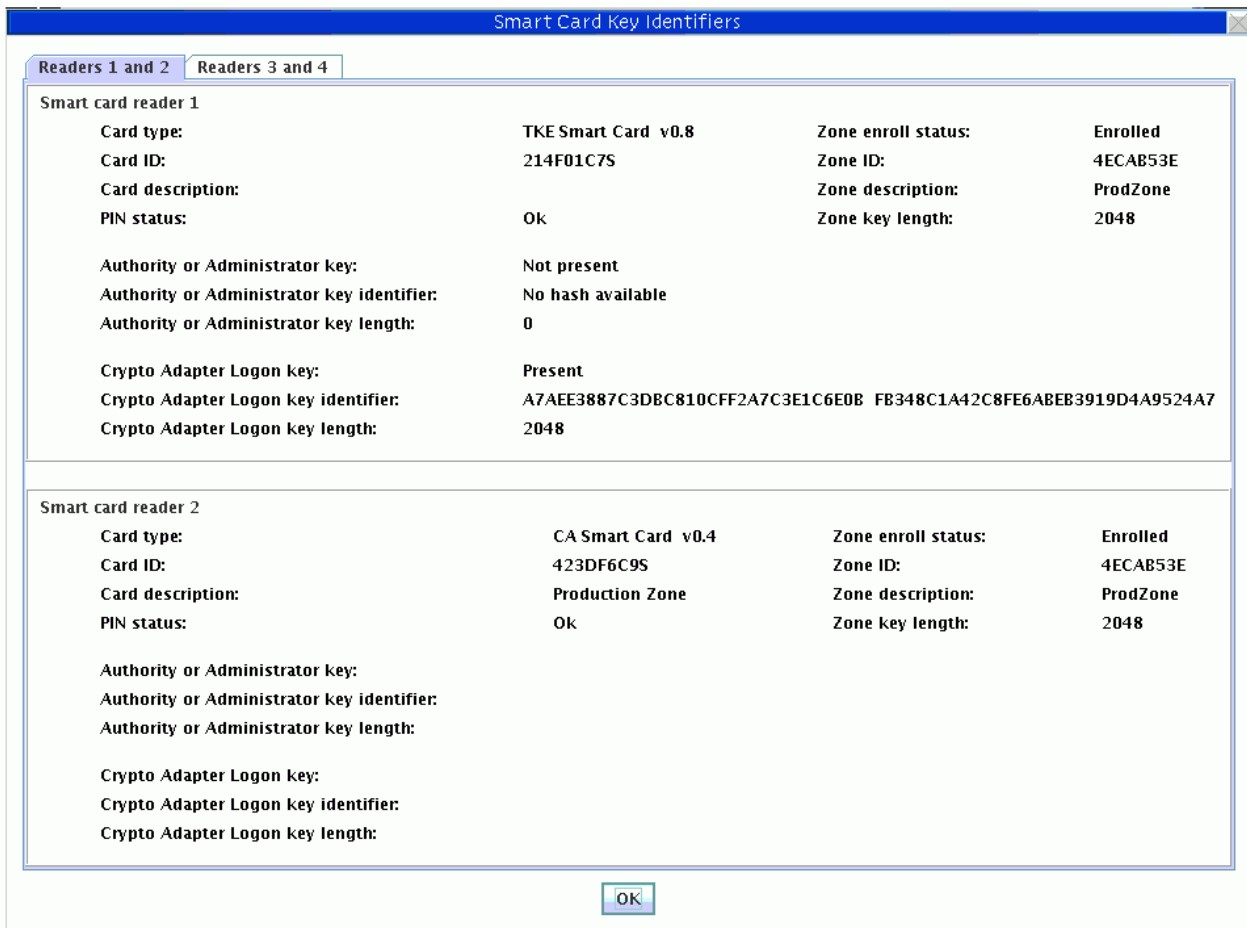 Smart Card Key Identifiers
Readers 1 and 2 Readers 3 and 4
Smart card reader 1
Card type: TKE Smart Card v0.8 Zone enroll status: Enrolled
Card ID: 214F01C7S Zone ID: 4ECAB53E
Card description: Zone description: ProdZone
PIN status: Ok Zone key length: 2048
Authority or Administrator key: Not present
Authority or Administrator key identifier: No hash available
Authority or Administrator key length: 0
Crypto Adapter Logon key: Present
Crypto Adapter Logon key identifier: A7AEE3887C3DBC810CFF2A7C3E1C6E0B FB348C1A42C8FE6ABEB3919D4A9524A7
Crypto Adapter Logon key length: 2048
Smart card reader 2
Card type: CA Smart Card v0.4 Zone enroll status: Enrolled
Card ID: 423DF6C9S Zone ID: 4ECAB53E
Card description: Production Zone Zone description: ProdZone
PIN status: Ok Zone key length: 2048
Authority or Administrator key:
Authority or Administrator key identifier:
Authority or Administrator key length:
Crypto Adapter Logon key:
Crypto Adapter Logon key identifier:
Crypto Adapter Logon key length:
OK